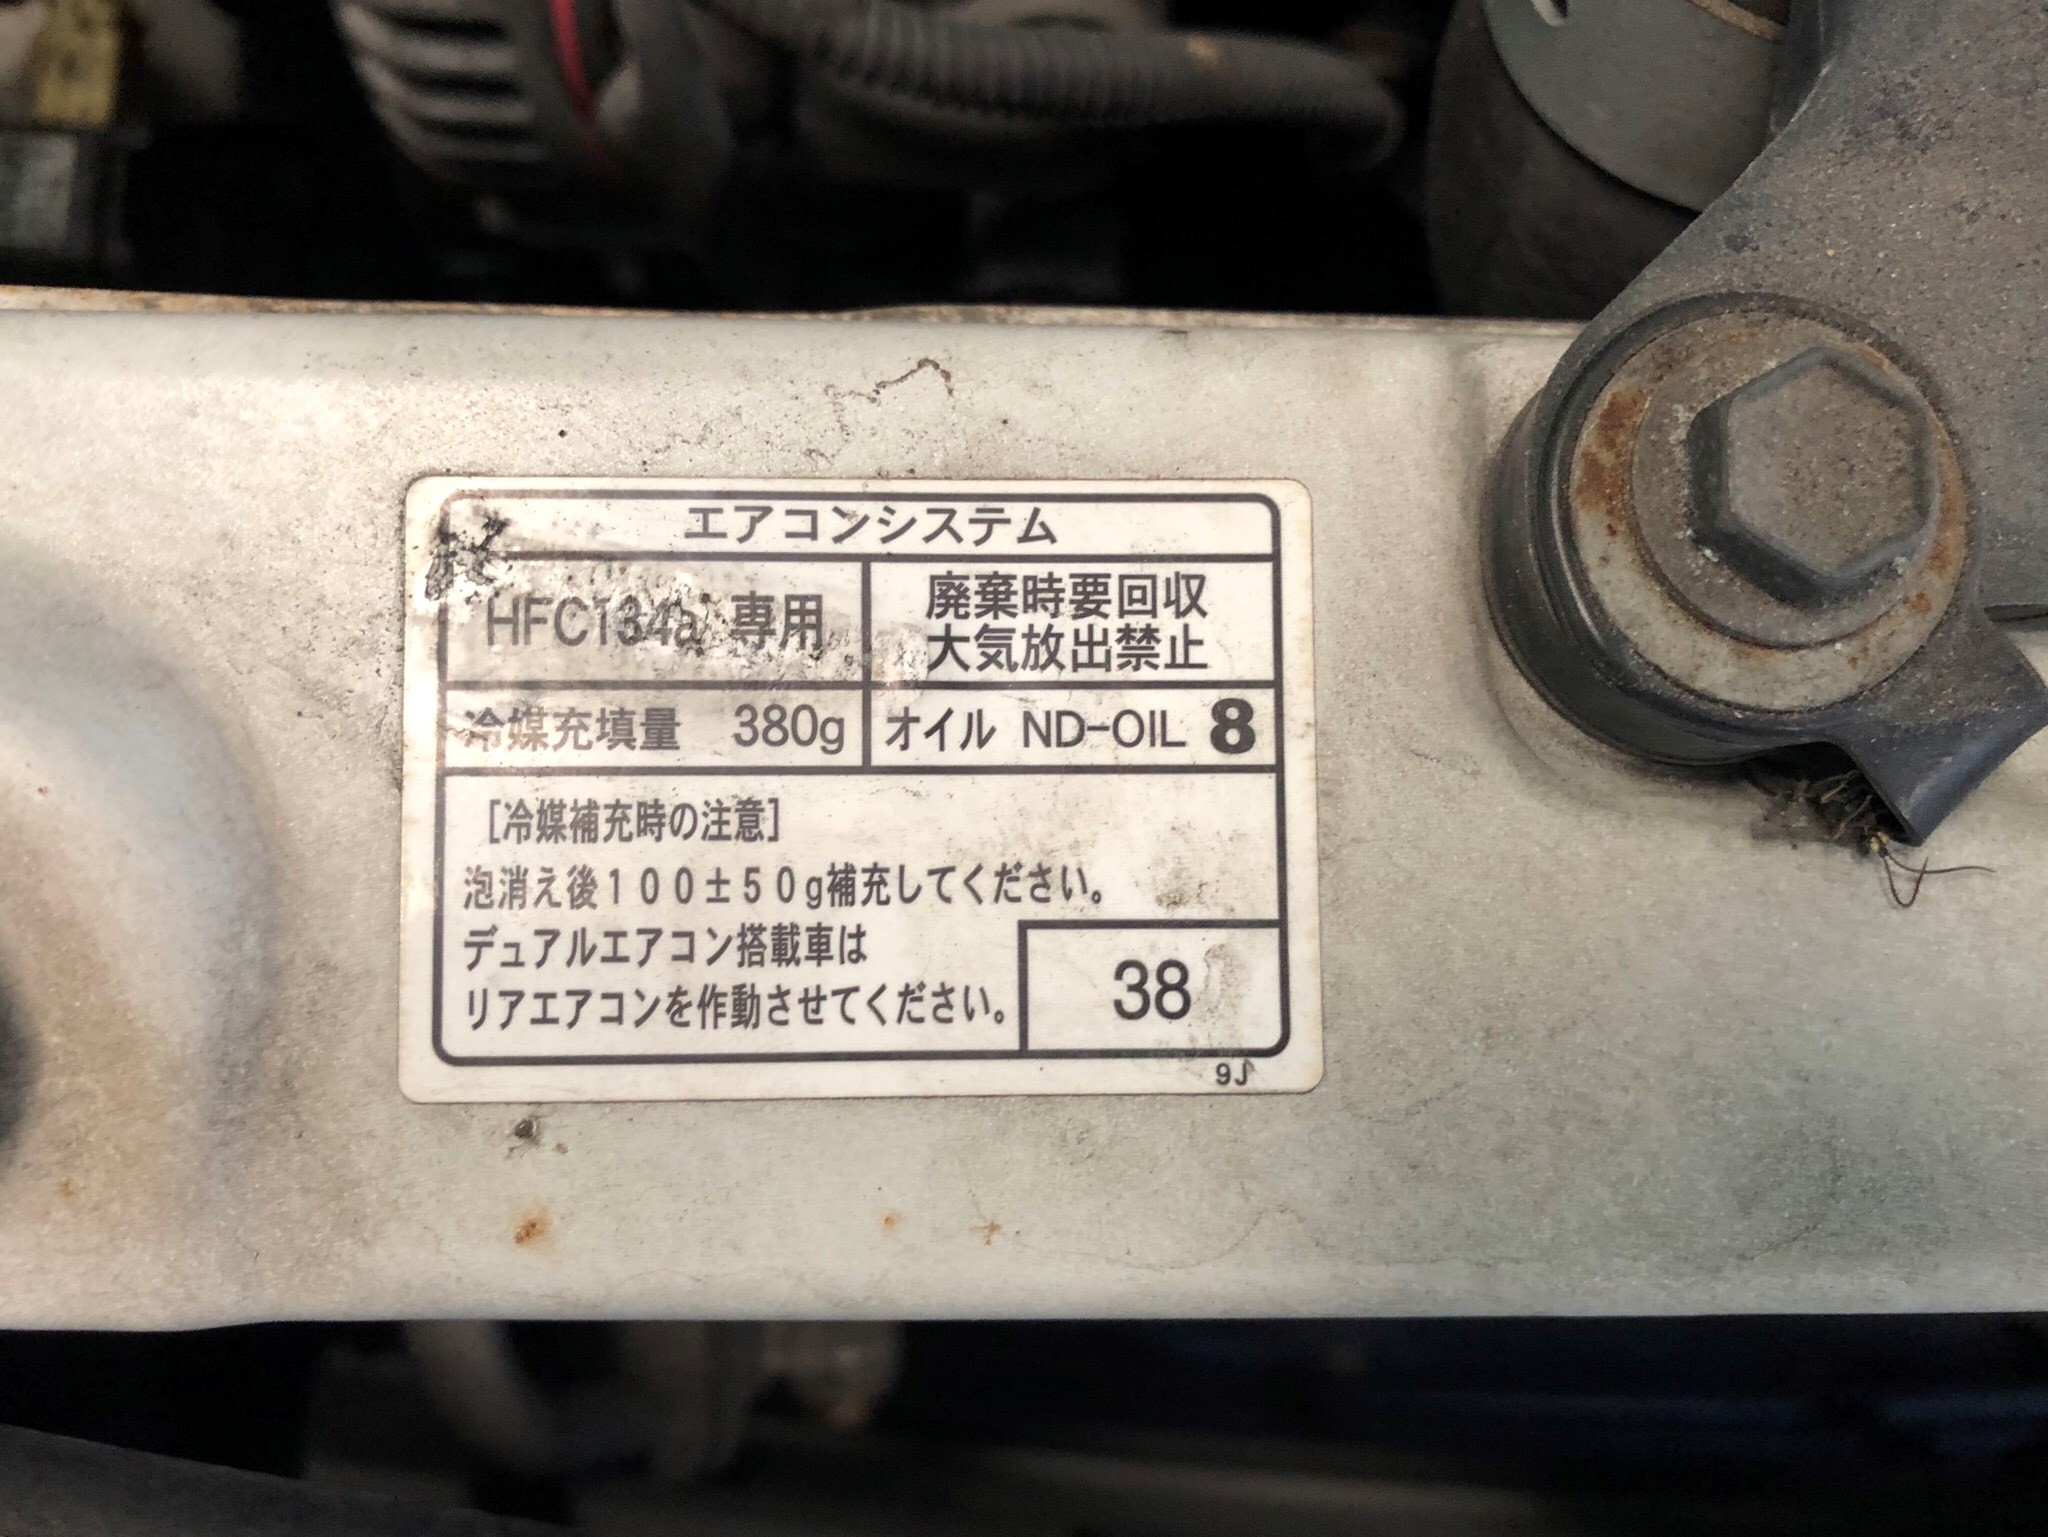 エアコンシステム
HFC134a 専用
廃棄時要回収
大気放出禁止
冷媒充填量 380g
オイル ND-OIL 8
[冷媒補充時の注意]
泡消え後100±50g補充してください。
デュアルエアコン搭載車は
リアエアコンを作動させてください。
38
9J